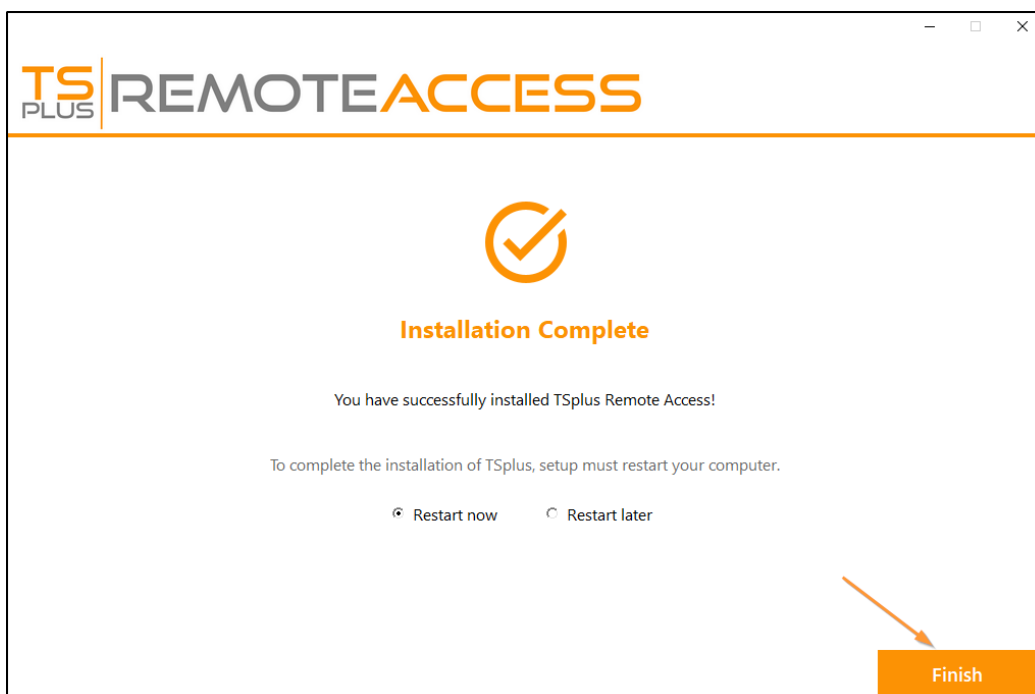 TS PLUS REMOTEACCESS
Installation Complete
You have successfully installed TSplus Remote Access!
To complete the installation of TSplus, setup must restart your computer.
Restart now Restart later
Finish